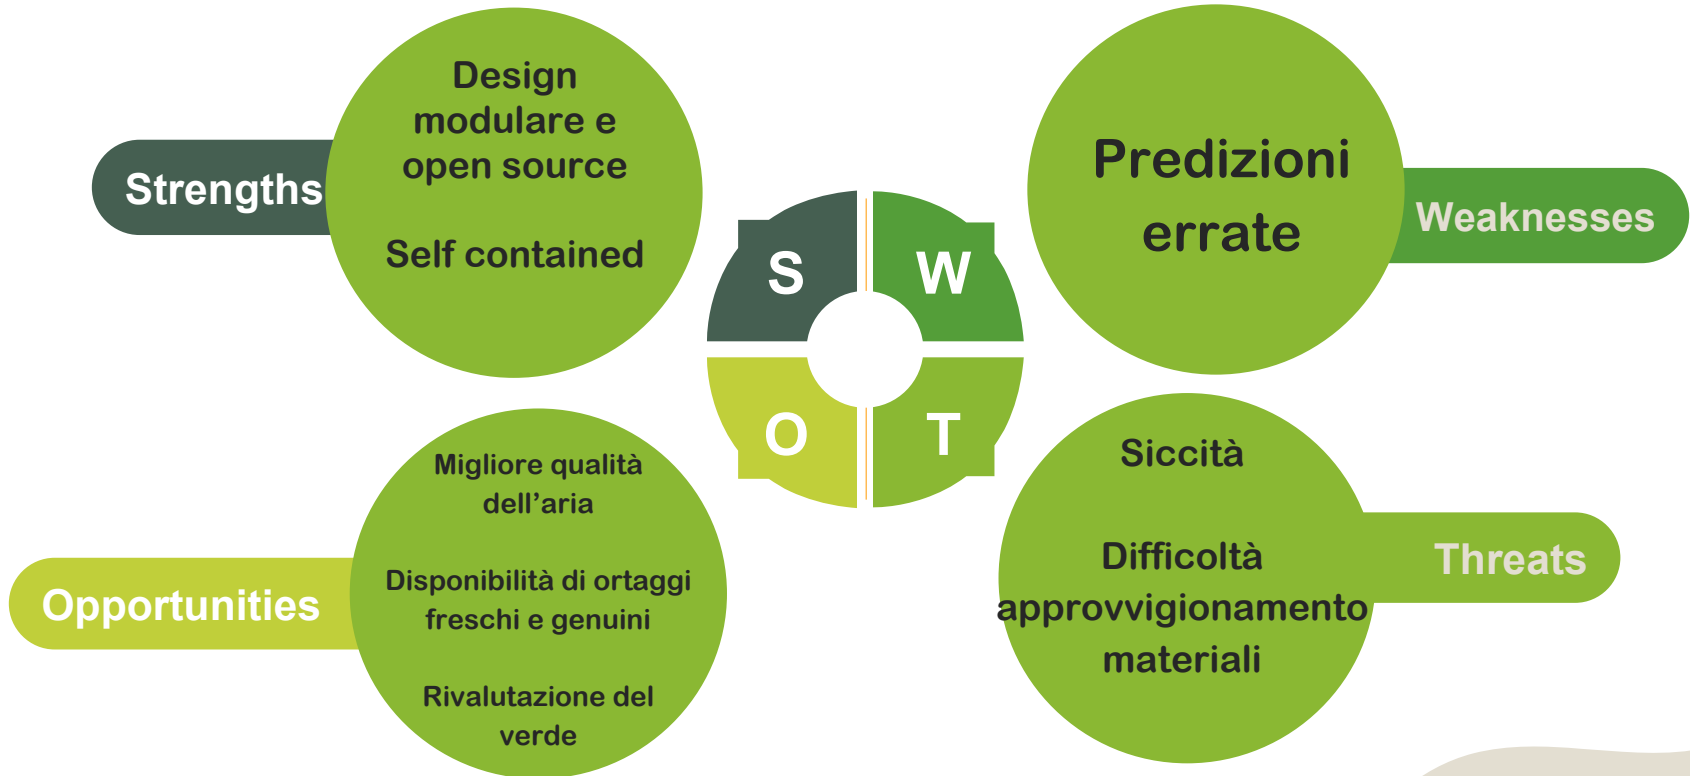 Strengths
Design
modulare e
open source
Self contained
Predizioni
errate
Weaknesses
S
W
O
T
Opportunities
Migliore qualità
dell’aria
Disponibilità di ortaggi
freschi e genuini
Rivalutazione del
verde
Siccità
Difficoltà
approvvigionamento
materiali
Threats